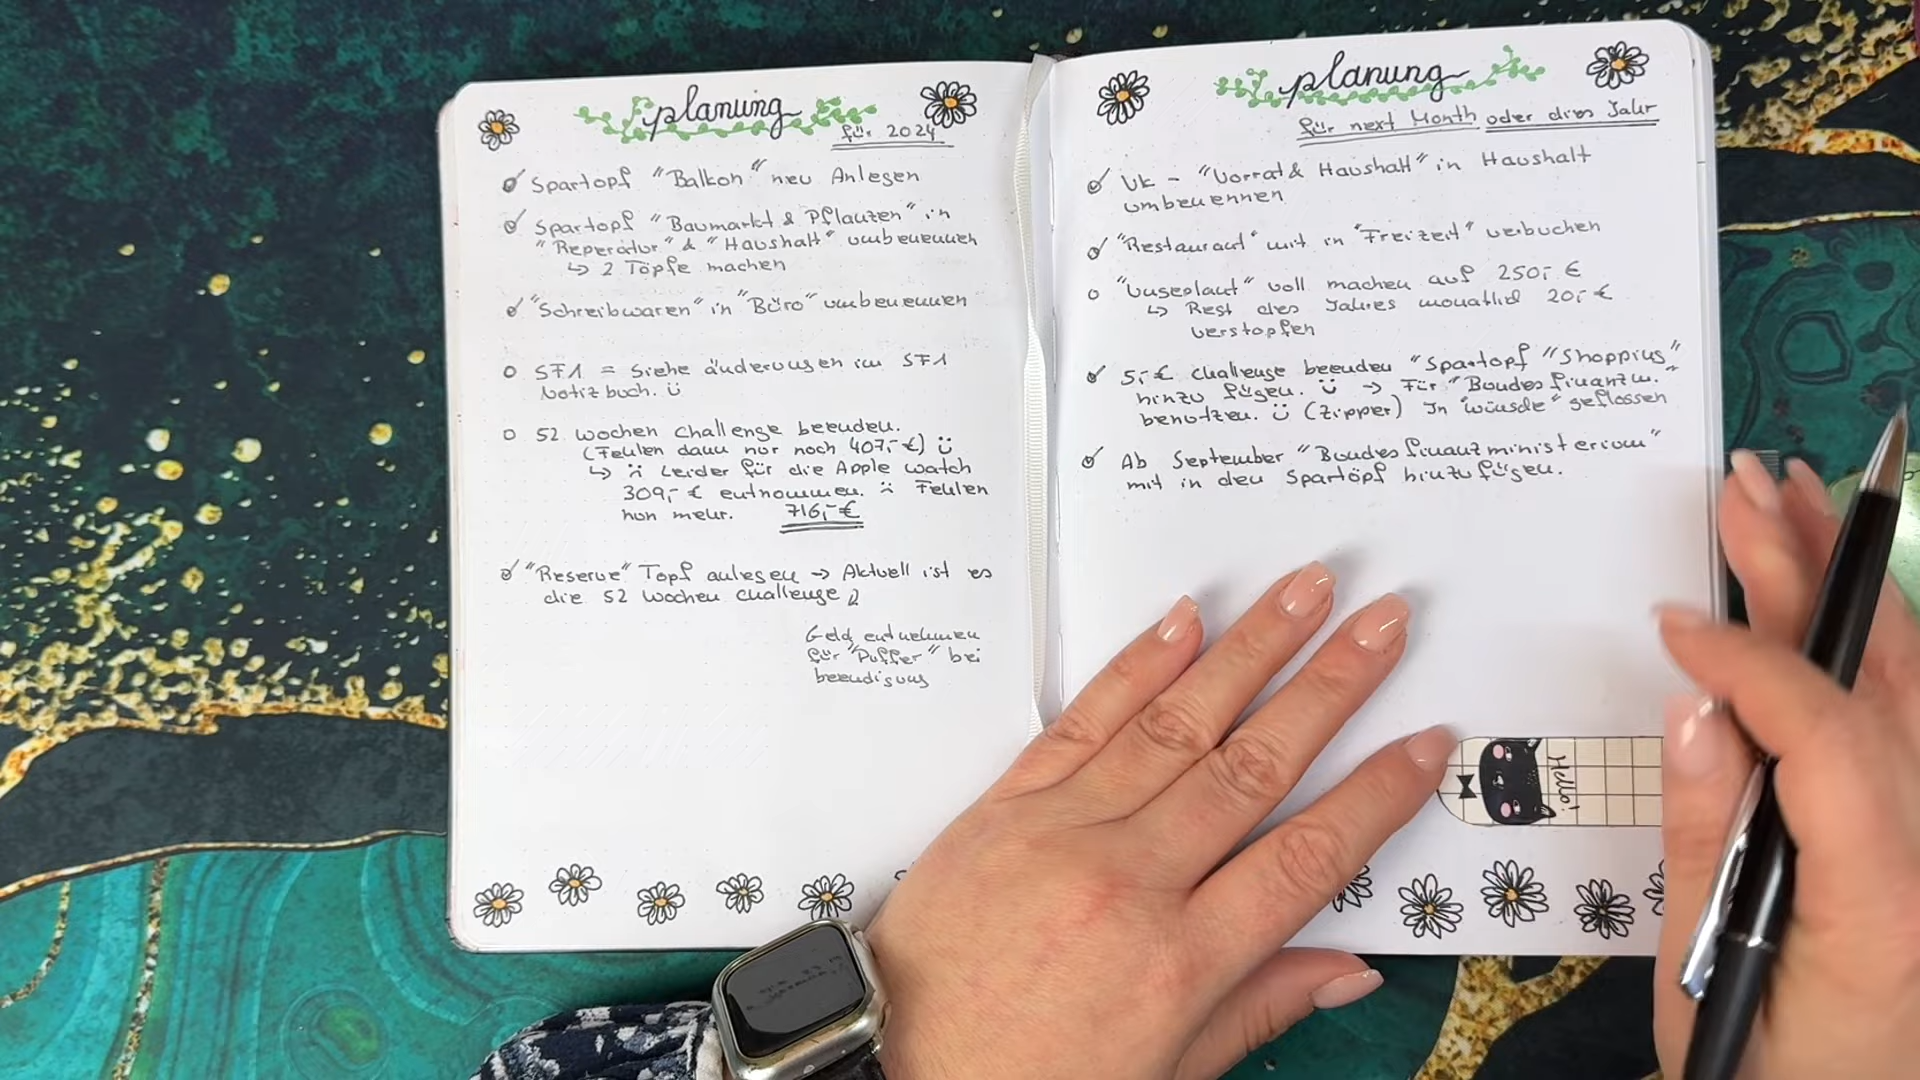 planung
für 2024
Spartopf "Balkon" neu Anlegen
Spartopf "Baumarkt & Pflanzen" in
"Reperatur" & "Haushalt" umbenennen
↳ 2 Töpfe machen
"Schreibwaren" in "Büro" umbenennen
SF1 = Siehe änderungen im SF1
Notizbuch. Ü
52 Wochen Challenge beenden.
(Fehlen dann nur noch 407,-€) Ü
↳ Leider für die Apple Watch
309,- € entnommen. Fehlen
nun mehr. 716,-€
"Reserve" Topf anlegen → Aktuell ist es
die 52 Wochen Challenge
Geld entnehmen
für "Puffer" bei
beendigung
planung
für next Month oder dies Jahr
VK - "Vorrat & Haushalt" in Haushalt
umbenennen
"Restaurant" mit in "Freizeit" verbuchen
"Ungeplant" voll machen auf 250,- €
↳ Rest des Jahres monatlich 20,- €
verstopfen
5,-€ Challenge beenden "Spartopf "Shopping"
hinzu fügen. Ü → Für "Bundesfinanzm."
benutzen. Ü (Zipper) In "wünsche" geflossen
Ab September "Bundesfinanzministerium"
mit in den Spartöpf hinzufügen.
Hello!